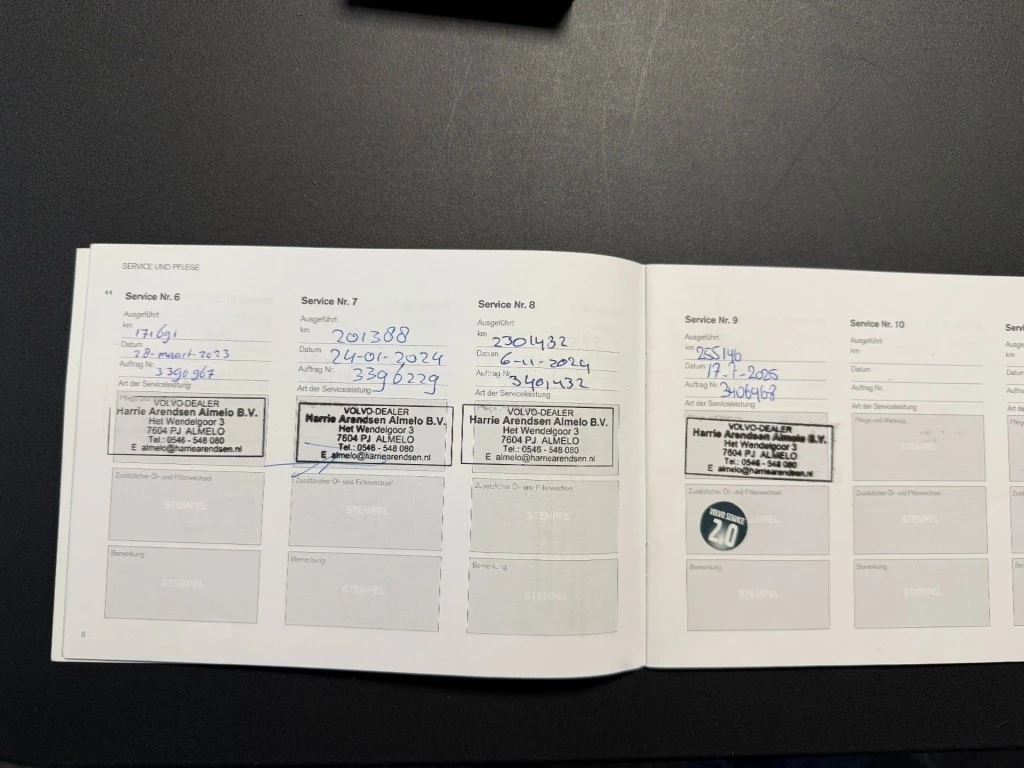 SERVICE UND PFLEGE
“
Service Nr. 6
Ausgeführt
km 171691
Datum 28-maart-2023
Auftrag Nr. 3390967
Art der Serviceleistung
VOLVO-DEALER
Harrie Arendsen Almelo B.V.
Het Wendelgoor 3
7604 PJ ALMELO
Tel.: 0546 - 548 080
E almelo@harriearendsen.nl
Zusätzlicher Öl- und Filterwechsel
STEMPEL
Bemerkung
STEMPEL
8
Service Nr. 7
Ausgeführt
km 201388
Datum 24-01-2024
Auftrag Nr. 3396229
Art der Serviceleistung
VOLVO-DEALER
Harrie Arendsen Almelo B.V.
Het Wendelgoor 3
7604 PJ ALMELO
Tel.: 0546 - 548 080
E almelo@harriearendsen.nl
Zusätzlicher Öl- und Filterwechsel
STEMPEL
Bemerkung
STEMPEL
Service Nr. 8
Ausgeführt
km 2301432
Datum 6-11-2024
Auftrag Nr. 3401432
Art der Serviceleistung
VOLVO-DEALER
Harrie Arendsen Almelo B.V.
Het Wendelgoor 3
7604 PJ ALMELO
Tel.: 0546 - 548 080
E almelo@harriearendsen.nl
Zusätzlicher Öl- und Filterwechsel
STEMPEL
Bemerkung
STEMPEL
Service Nr. 9
Ausgeführt
km 255146
Datum 17-7-2025
Auftrag Nr. 3406968
Art der Serviceleistung
Pflege und Wartung
VOLVO-DEALER
Harrie Arendsen Almelo B.V.
Het Wendelgoor 3
7604 PJ ALMELO
Tel.: 0546 - 548 080
E almelo@harriearendsen.nl
Zusätzlicher Öl- und Filterwechsel
VOLVO SERVICE
2.0
Bemerkung
STEMPEL
Service Nr. 10
Ausgeführt
km
Datum
Auftrag Nr.
Art der Serviceleistung
Pflege und Wartung
STEMPEL
Zusätzlicher Öl- und Filterwechsel
STEMPEL
Bemerkung
STEMPEL